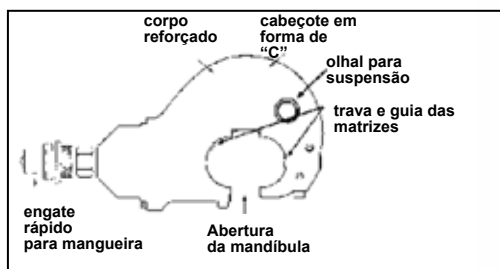 corpo
reforçado
cabeçote em
forma de
“C”
olhal para
suspensão
trava e guia das
matrizes
engate
rápido
para mangueira
Abertura
da mandíbula